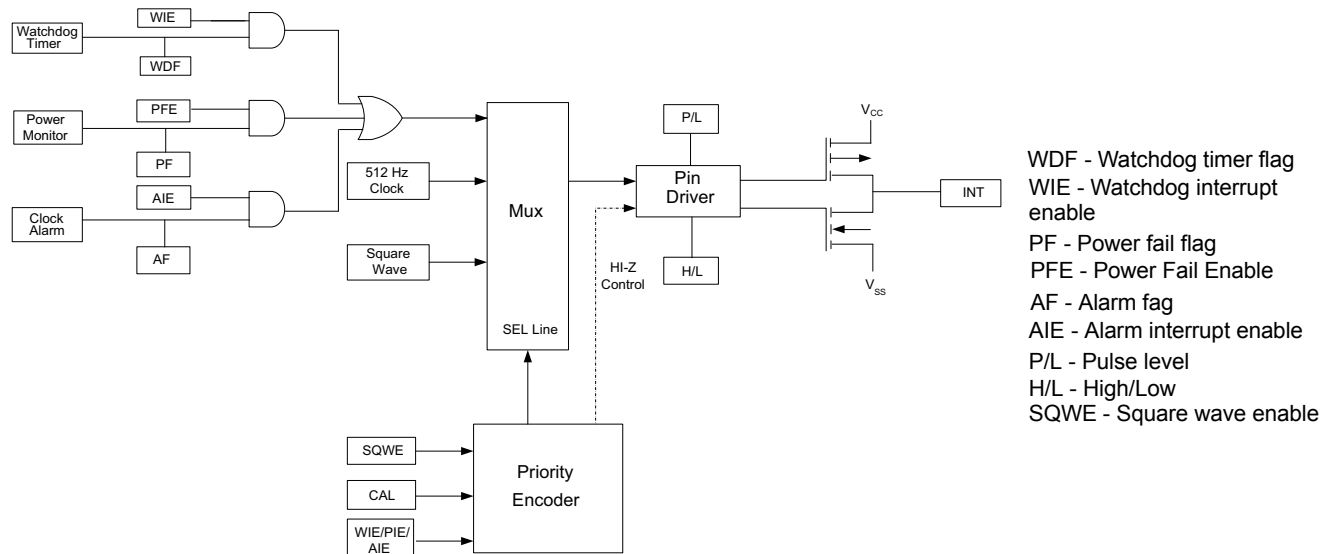 WIE
Watchdog
Timer
WDF
PFE
Power
Monitor
PF
AIE
Clock
Alarm
AF
512 Hz
Clock
Square
Wave
Mux
SEL Line
P/L
Pin
Driver
H/L
HI-Z
Control
VCC
VSS
INT
SQWE
CAL
WIE/PIE/
AIE
Priority
Encoder
WDF - Watchdog timer flag
WIE - Watchdog interrupt
enable
PF - Power fail flag
PFE - Power Fail Enable
AF - Alarm fag
AIE - Alarm interrupt enable
P/L - Pulse level
H/L - High/Low
SQWE - Square wave enable